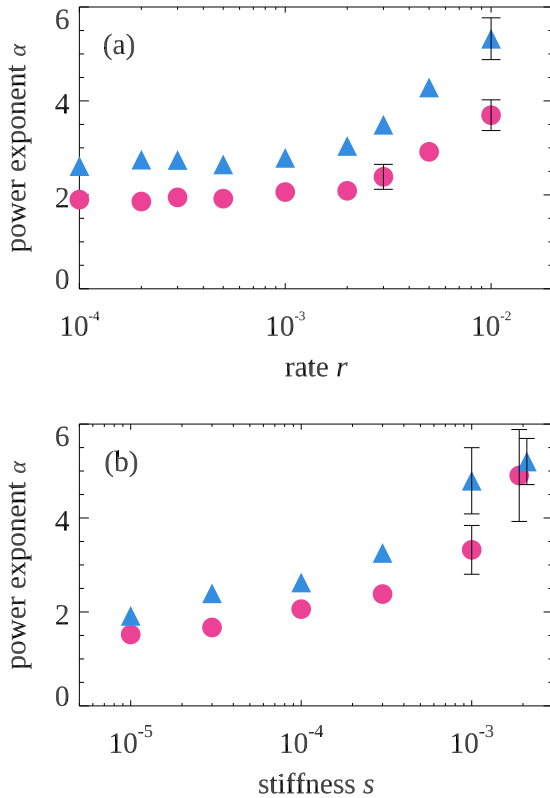 (a)
power exponent α
6
4
2
0
10-4
10-3
10-2
rate r
(b)
power exponent α
6
4
2
0
10-5
10-4
10-3
stiffness s